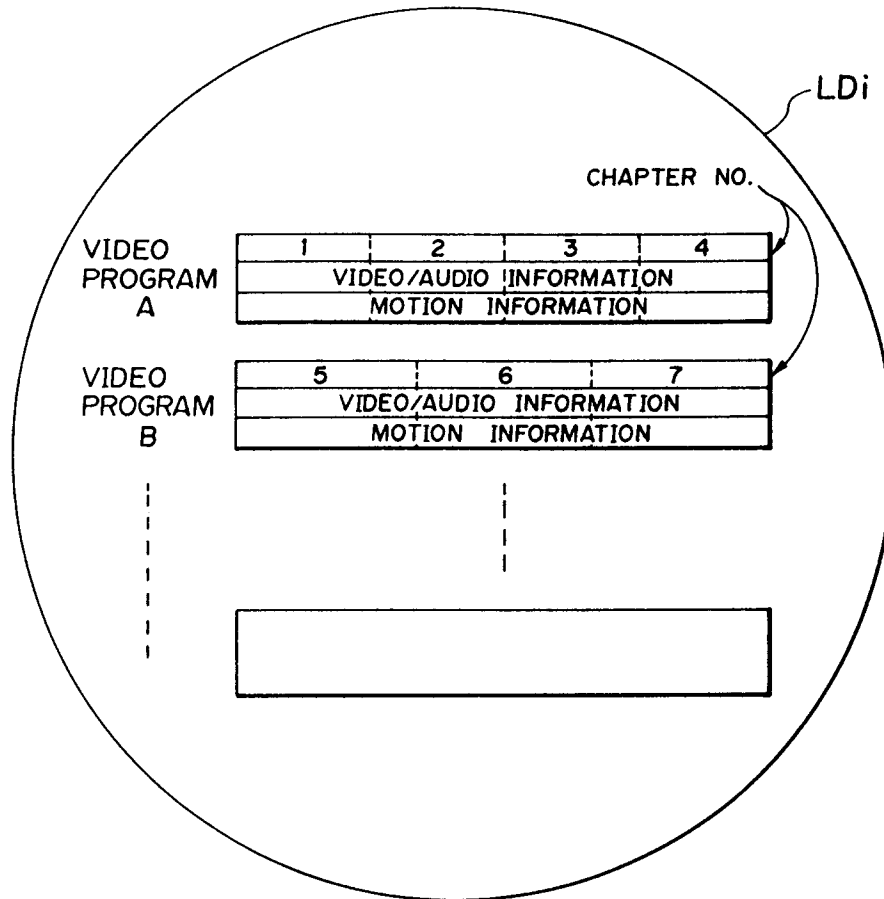 LDi
CHAPTER NO.
VIDEO
PROGRAM
A
1 2 3 4
VIDEO/AUDIO INFORMATION
MOTION INFORMATION
VIDEO
PROGRAM
B
5 6 7
VIDEO/AUDIO INFORMATION
MOTION INFORMATION